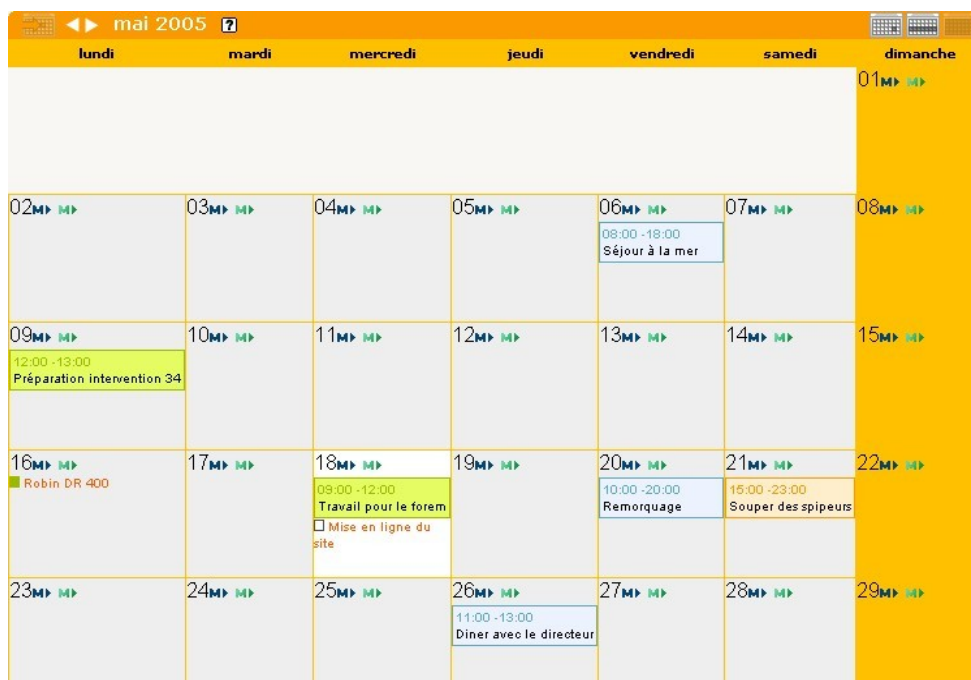 mai 2005 ?
lundi mardi mercredi jeudi vendredi samedi dimanche
01 M M
02 M M 03 M M 04 M M 05 M M 06 M M 07 M M 08 M M
08:00 -18:00
Séjour à la mer
09 M M 10 M M 11 M M 12 M M 13 M M 14 M M 15 M M
12:00 -13:00
Préparation intervention 34
16 M M 17 M M 18 M M 19 M M 20 M M 21 M M 22 M M
Robin DR 400
09:00 -12:00
Travail pour le forem
Mise en ligne du
site
10:00 -20:00
Remorquage
15:00 -23:00
Souper des spipeurs
23 M M 24 M M 25 M M 26 M M 27 M M 28 M M 29 M M
11:00 -13:00
Diner avec le directeur